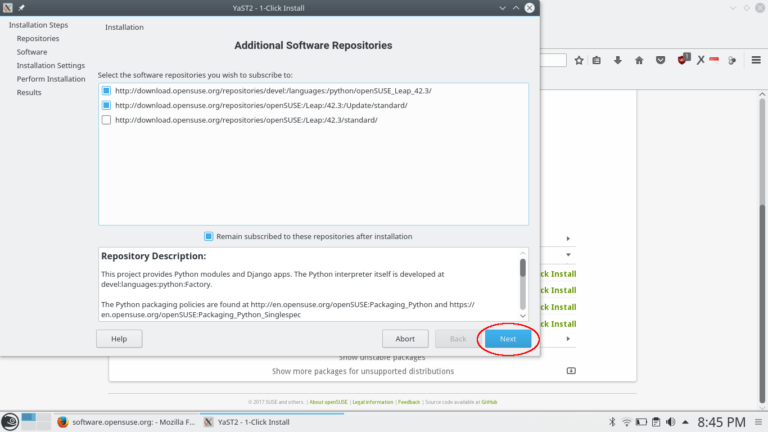 YaST2 - 1-Click Install
Installation Steps
Repositories
Software
Installation Settings
Perform Installation
Results
Installation
Additional Software Repositories
Select the software repositories you wish to subscribe to:
http://download.opensuse.org/repositories/devel:/languages:/python/openSUSE_Leap_42.3/
http://download.opensuse.org/repositories/openSUSE:/Leap:/42.3:/Update/standard/
http://download.opensuse.org/repositories/openSUSE:/Leap:/42.3/standard/
Remain subscribed to these repositories after installation
Repository Description:
This project provides Python modules and Django apps. The Python interpreter itself is developed at
devel:languages:python:Factory.
The Python packaging policies are found at http://en.opensuse.org/openSUSE:Packaging_Python and https://
en.opensuse.org/openSUSE:Packaging_Python_Singlespec
Help
Abort
Back
Next
1
ck Install
ck Install
ck Install
ck Install
Show unstable packages
Show more packages for unsupported distributions
© 2017 SUSE and others. | About openSUSE | Legal information | Feedback | Source code available at GitHub
software.opensuse.org: - Mozilla F...
YaST2 - 1-Click Install
8:45 PM